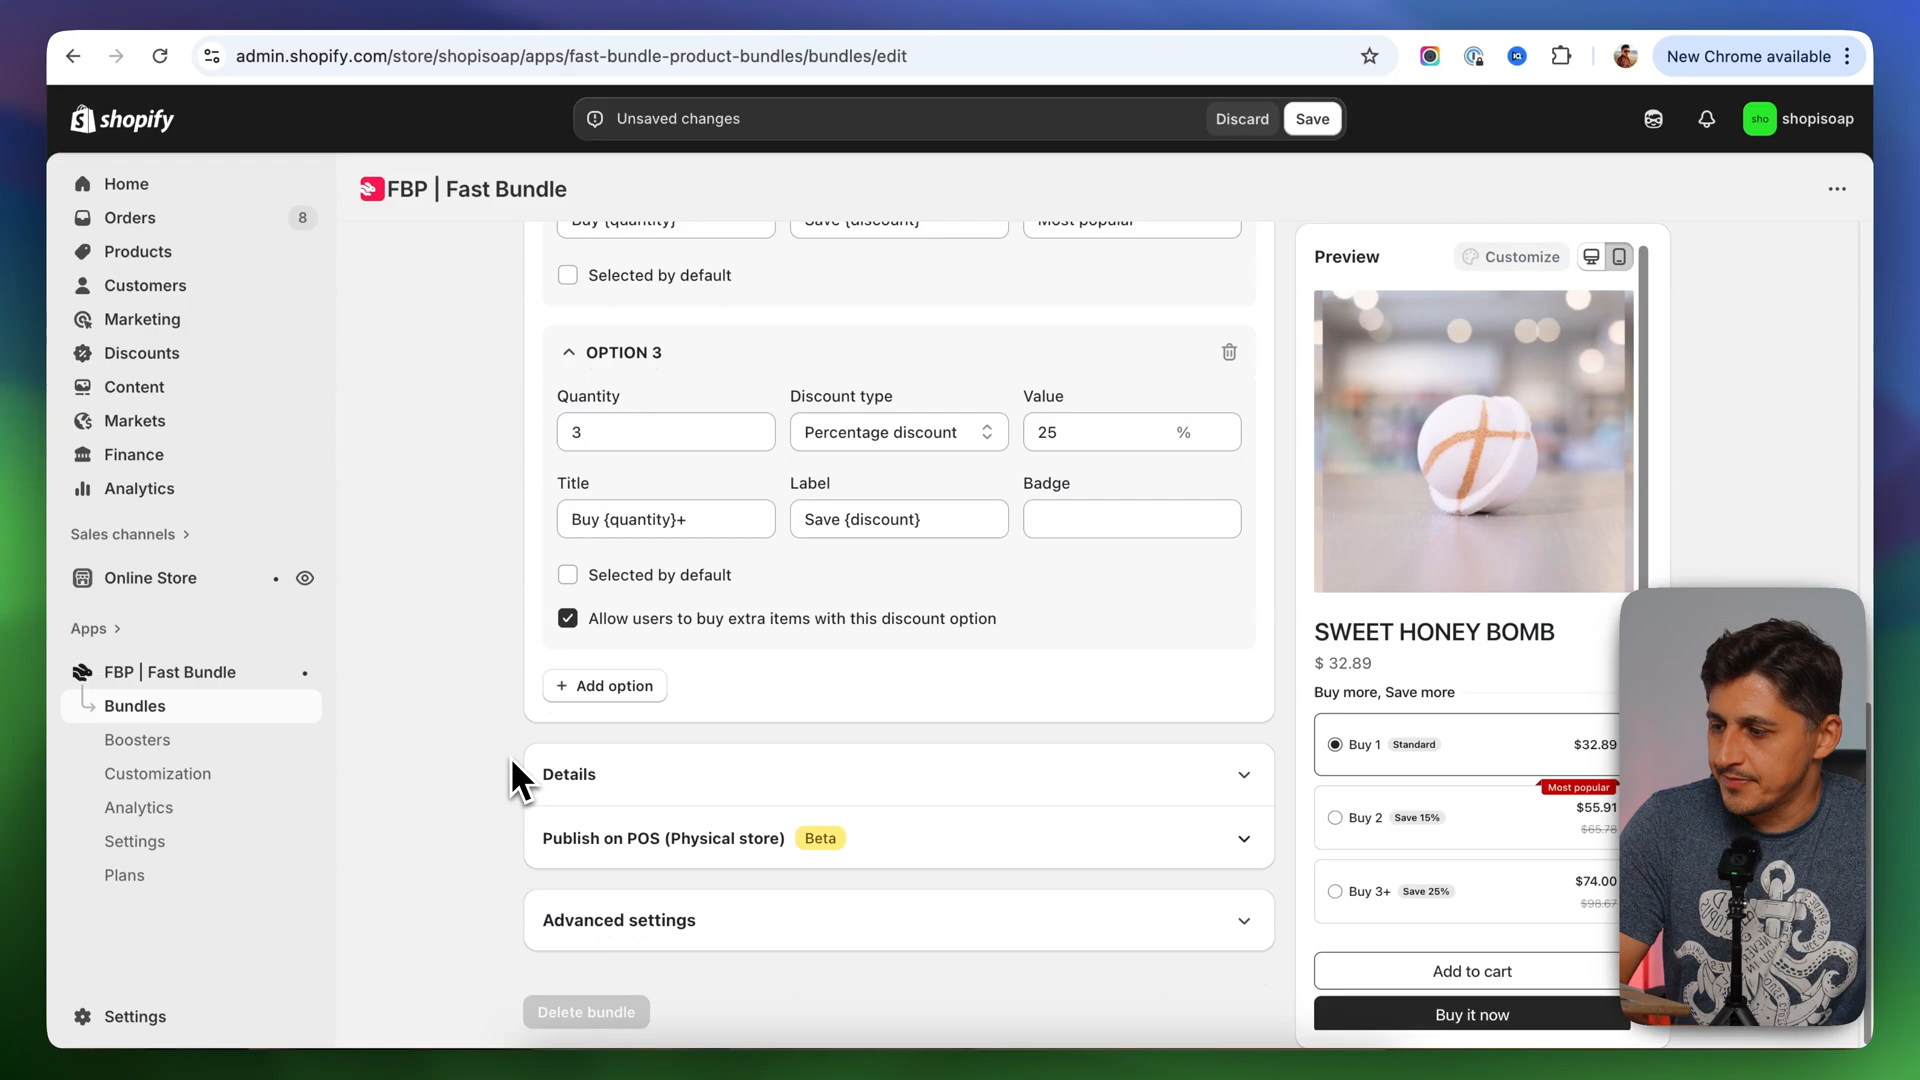 admin.shopify.com/store/shopisoap/apps/fast-bundle-product-bundles/bundles/edit
New Chrome available
shopify
Unsaved changes
Discard
Save
sho
shopisoap
Home
Orders
8
Products
Customers
Marketing
Discounts
Content
Markets
Finance
Analytics
Sales channels
Online Store
Apps
FBP | Fast Bundle
Bundles
Boosters
Customization
Analytics
Settings
Plans
Settings
FBP | Fast Bundle
Buy {quantity}
Save {discount}
Most popular
Selected by default
OPTION 3
Quantity
Discount type
Value
3
Percentage discount
25
%
Title
Label
Badge
Buy {quantity}+
Save {discount}
Selected by default
Allow users to buy extra items with this discount option
+ Add option
Details
Publish on POS (Physical store)
Beta
Advanced settings
Delete bundle
Preview
Customize
SWEET HONEY BOMB
$ 32.89
Buy more, Save more
Buy 1
Standard
$32.89
Most popular
Buy 2
Save 15%
$55.91
$65.78
Buy 3+
Save 25%
$74.00
$98.67
Add to cart
Buy it now